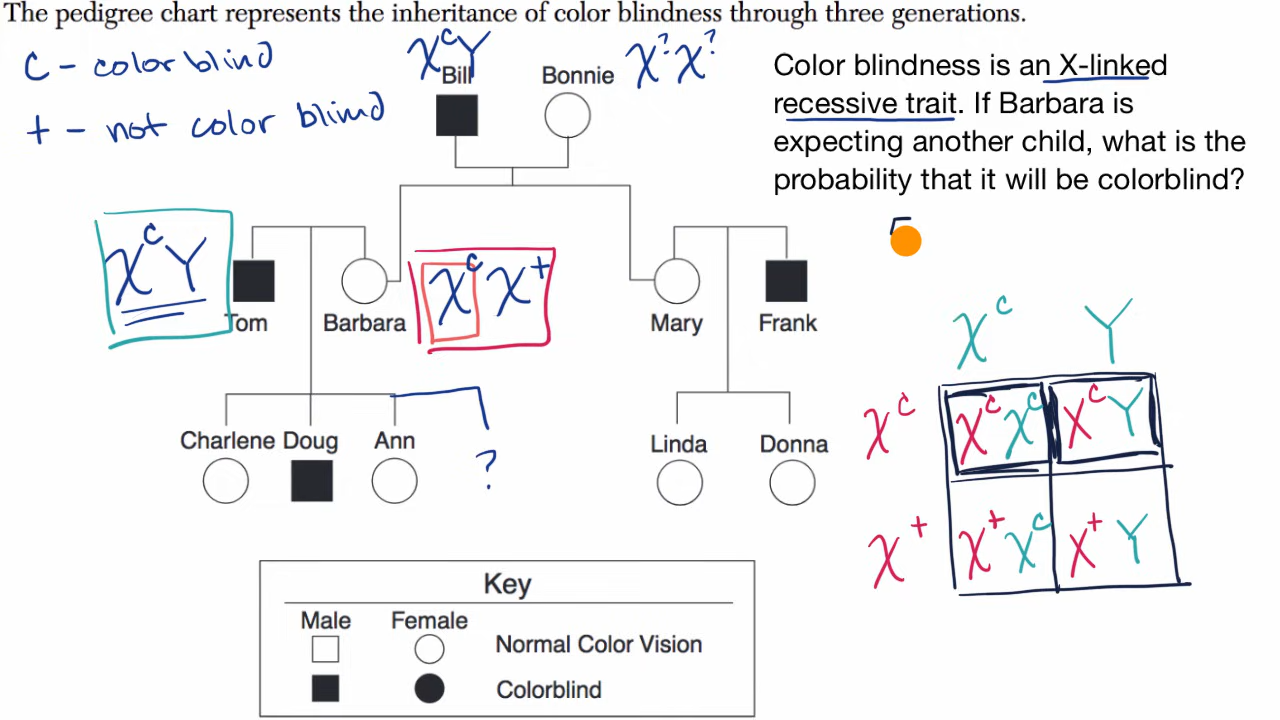 The pedigree chart represents the inheritance of color blindness through three generations.
C - color blind
+ - not color blind
X^C Y
Bill
Bonnie
X^? X^?
Color blindness is an X-linked
recessive trait. If Barbara is
expecting another child, what is the
probability that it will be colorblind?
5
X^C Y
Tom
Barbara
X^C X^+
Mary
Frank
X^C
Y
X^C
X^C X^C
X^C Y
X^+
X^+ X^C
X^+ Y
Charlene
Doug
Ann
?
Linda
Donna
Key
Male
Female
Normal Color Vision
Colorblind